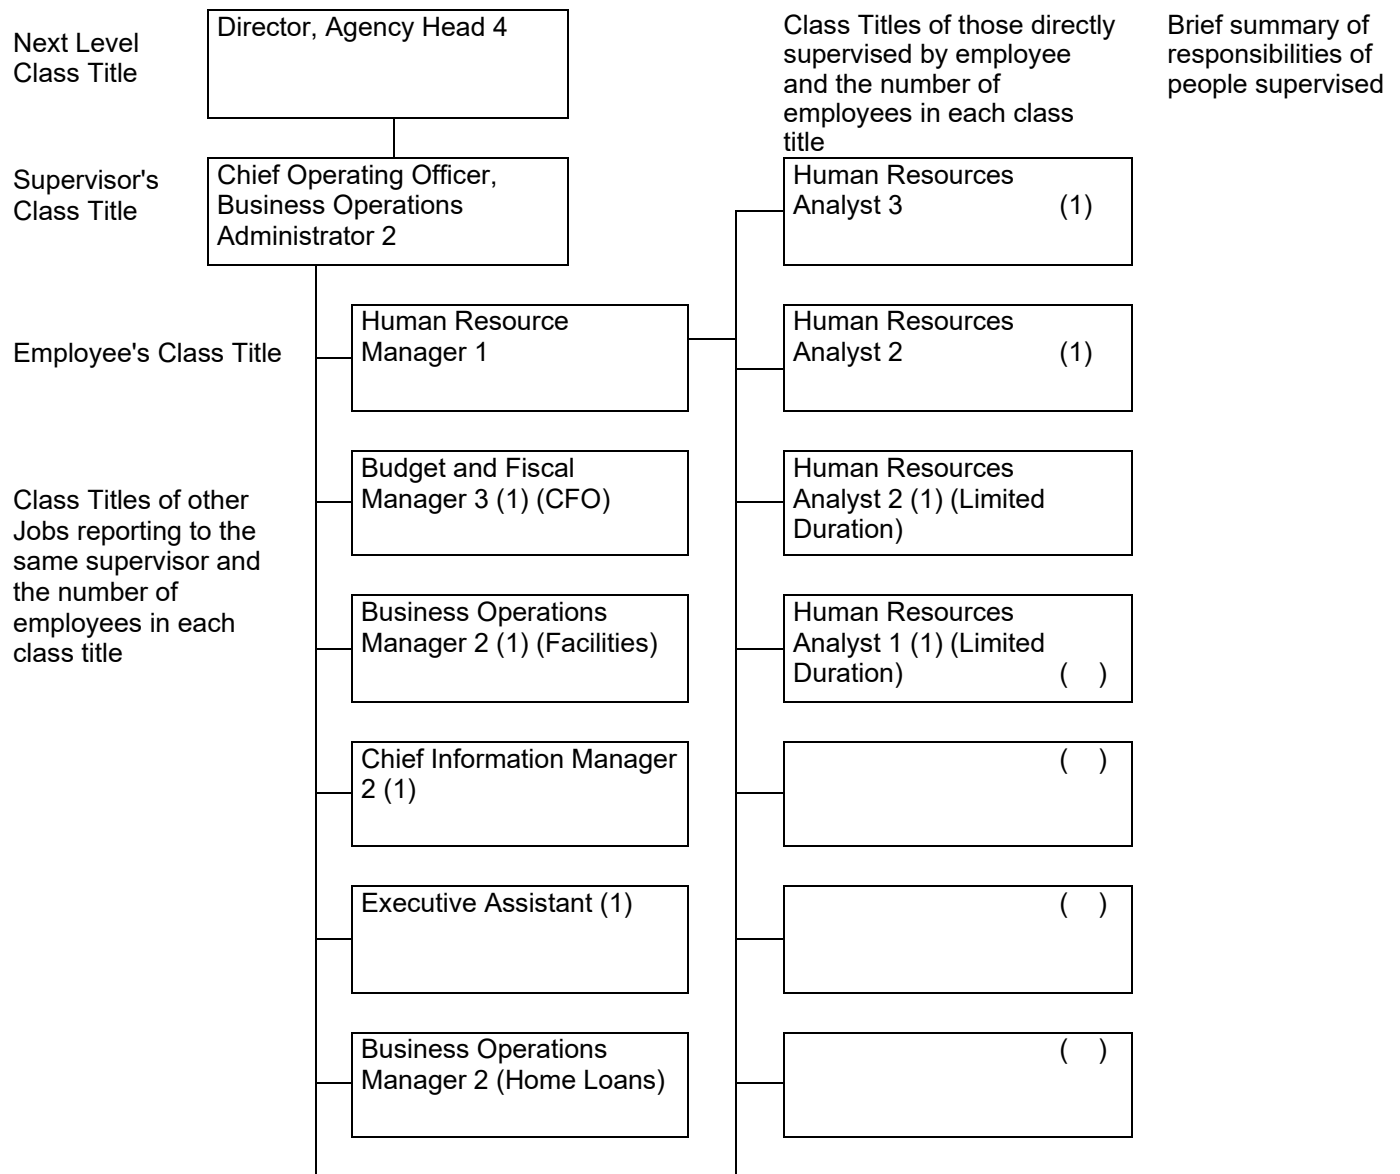 Next Level
Class Title
Director, Agency Head 4
Class Titles of those directly
supervised by employee
and the number of
employees in each class
title
Brief summary of
responsibilities of
people supervised
Supervisor's
Class Title
Chief Operating Officer,
Business Operations
Administrator 2
Human Resources
Analyst 3 (1)
Employee's Class Title
Human Resource
Manager 1
Human Resources
Analyst 2 (1)
Class Titles of other
Jobs reporting to the
same supervisor and
the number of
employees in each
class title
Budget and Fiscal
Manager 3 (1) (CFO)
Human Resources
Analyst 2 (1) (Limited
Duration)
Business Operations
Manager 2 (1) (Facilities)
Human Resources
Analyst 1 (1) (Limited
Duration) ( )
Chief Information Manager
2 (1)
( )
Executive Assistant (1)
( )
Business Operations
Manager 2 (Home Loans)
( )